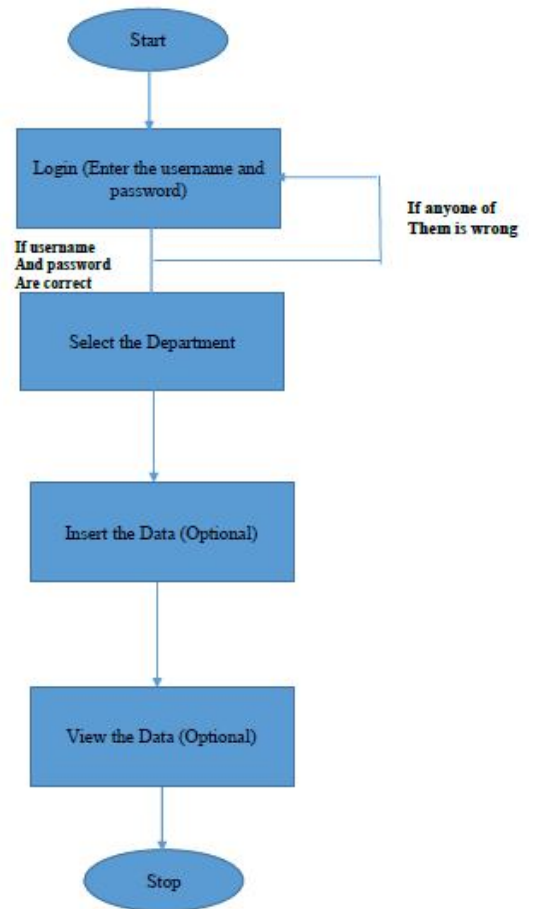 Start
Login (Enter the username and
password)
If anyone of
Them is wrong
If username
And password
Are correct
Select the Department
Insert the Data (Optional)
View the Data (Optional)
Stop